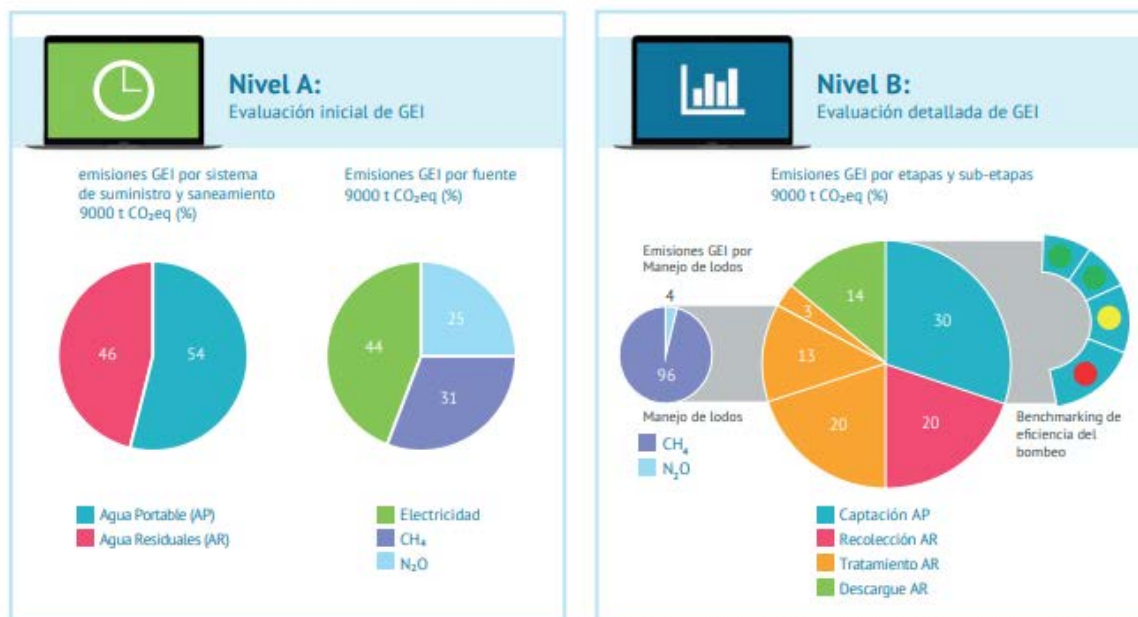 Nivel A:
Evaluación inicial de GEI
emisiones GEI por sistema
de suministro y saneamiento
9000 t CO₂eq (%)
Emisiones GEI por fuente
9000 t CO₂eq (%)
46
54
44
25
31
Agua Portable (AP)
Agua Residuales (AR)
Electricidad
CH₄
N₂O
Nivel B:
Evaluación detallada de GEI
Emisiones GEI por etapas y sub-etapas
9000 t CO₂eq (%)
Emisiones GEI por
Manejo de lodos
4
96
Manejo de lodos
CH₄
N₂O
14
3
13
20
20
30
Benchmarking de
eficiencia del
bombeo
Captación AP
Recolección AR
Tratamiento AR
Descargue AR